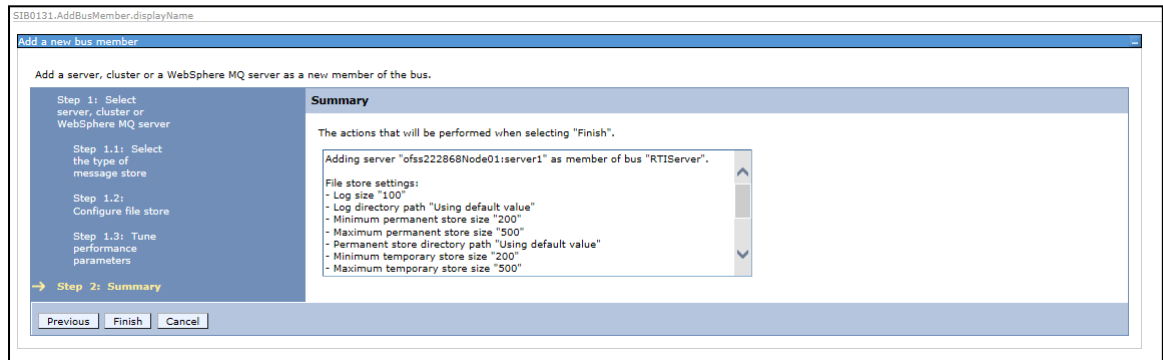 SIB0131.AddBusMember.displayName
Add a new bus member
Add a server, cluster or a WebSphere MQ server as a new member of the bus.
Step 1: Select
server, cluster or
WebSphere MQ server
Step 1.1: Select
the type of
message store
Step 1.2:
Configure file store
Step 1.3: Tune
performance
parameters
Step 2: Summary
Summary
The actions that will be performed when selecting "Finish".
Adding server "ofss222868Node01:server1" as member of bus "RTIServer".
File store settings:
- Log size "100"
- Log directory path "Using default value"
- Minimum permanent store size "200"
- Maximum permanent store size "500"
- Permanent store directory path "Using default value"
- Minimum temporary store size "200"
- Maximum temporary store size "500"
Previous Finish Cancel